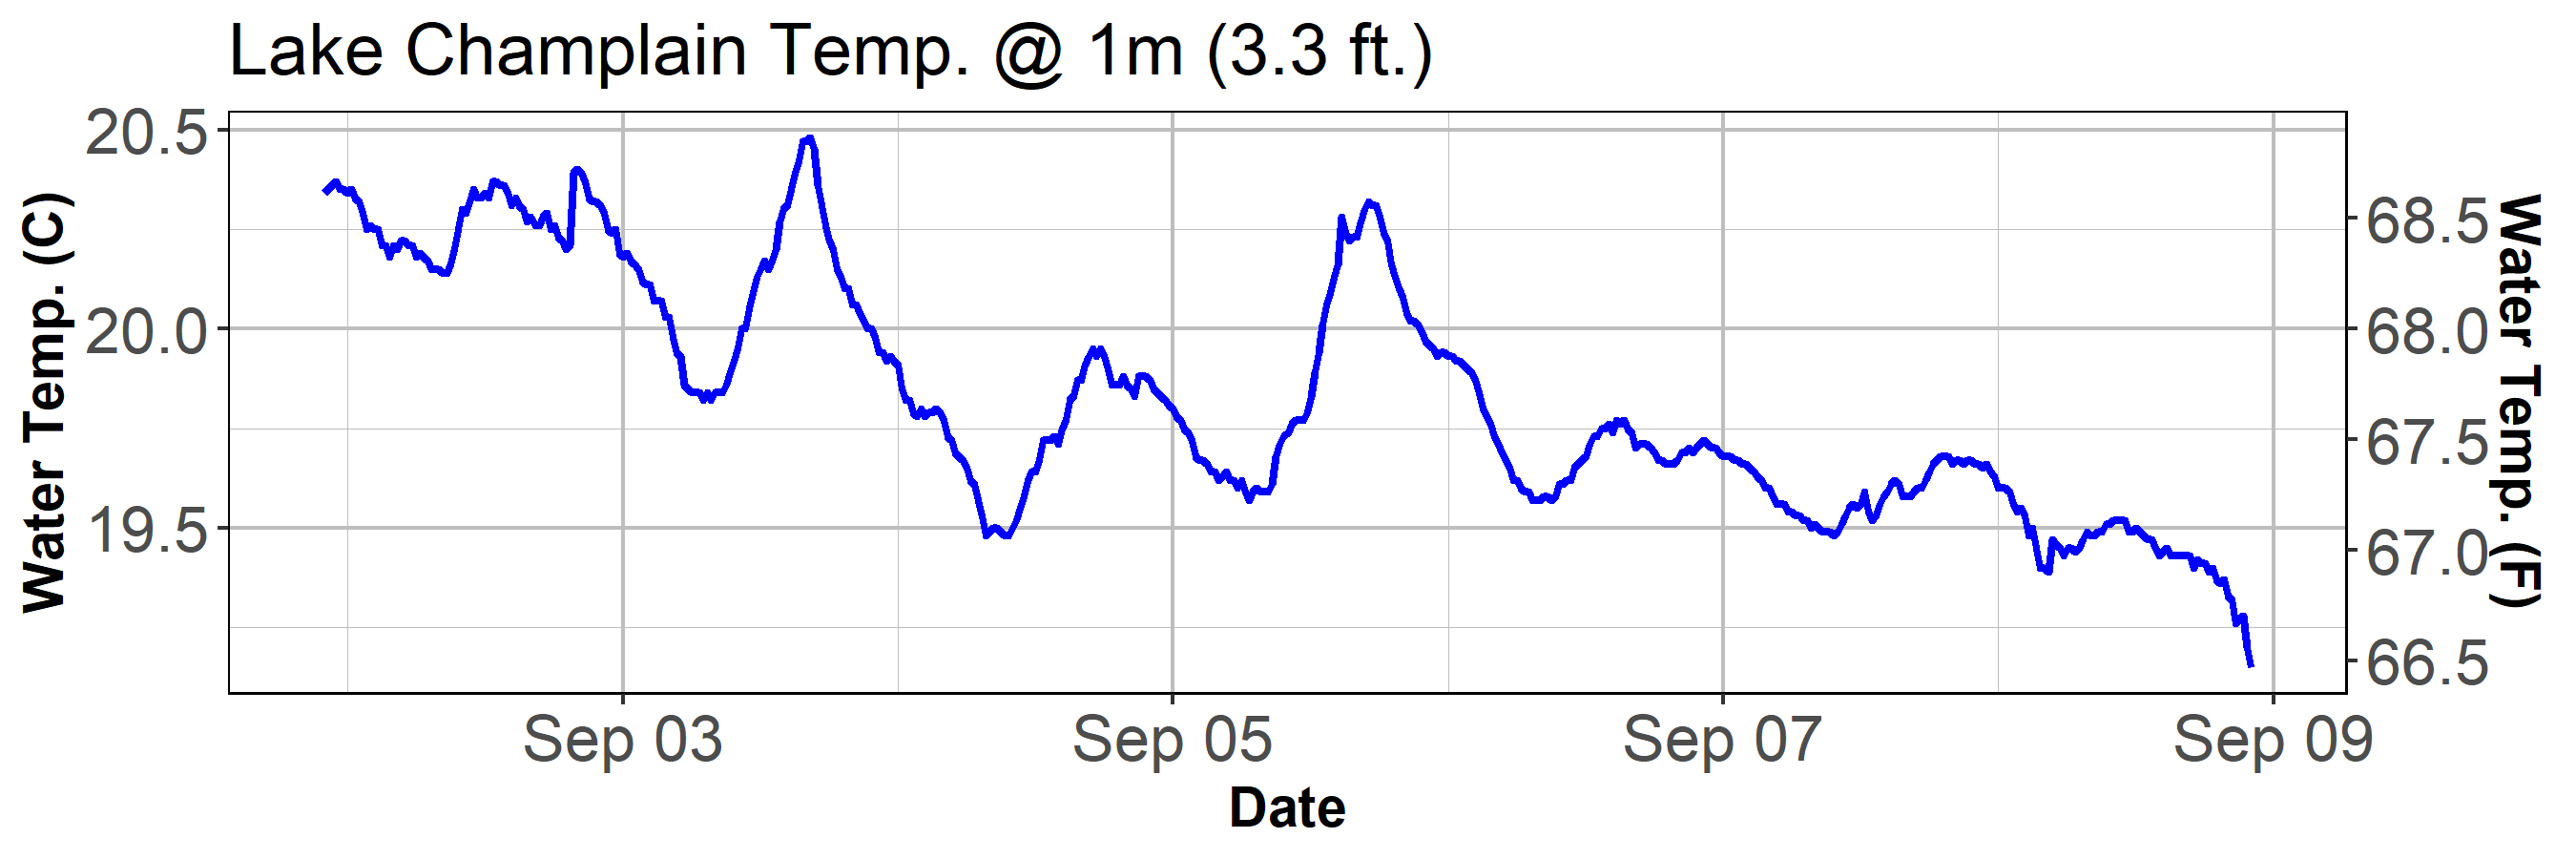 Lake Champlain Temp. @ 1m (3.3 ft.)
Water Temp. (C)
20.5
20.0
19.5
68.5
68.0
67.5
67.0
66.5
Water Temp. (F)
Sep 03 Sep 05 Sep 07 Sep 09
Date